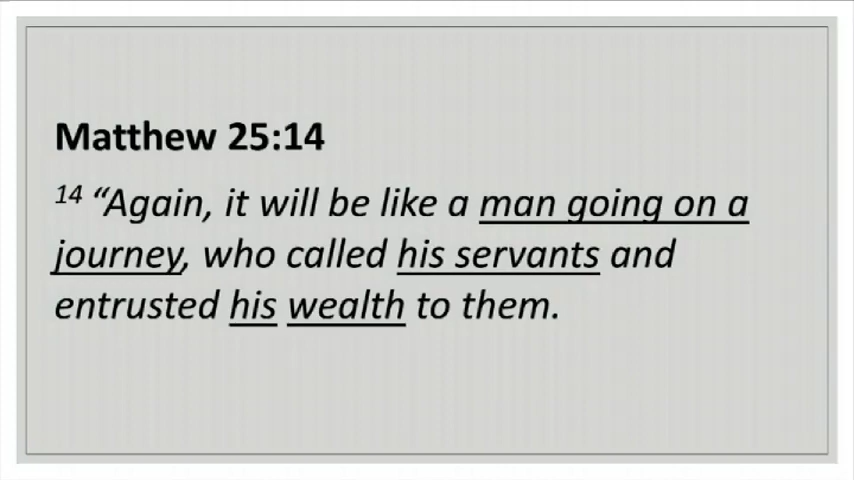 Matthew 25:14
14 “Again, it will be like a man going on a
journey, who called his servants and
entrusted his wealth to them.